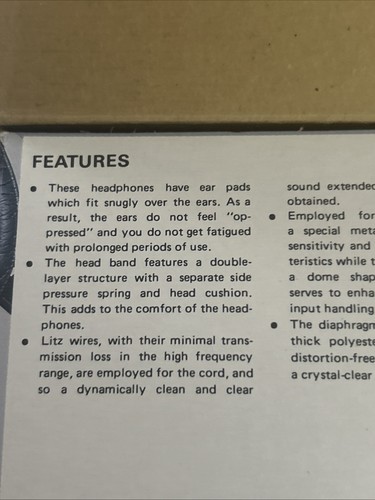 FEATURES
• These headphones have ear pads
which fit snugly over the ears. As a
result, the ears do not feel "op-
pressed" and you do not get fatigued
with prolonged periods of use.
• The head band features a double-
layer structure with a separate side
pressure spring and head cushion.
This adds to the comfort of the head-
phones.
• Litz wires, with their minimal trans-
mission loss in the high frequency
range, are employed for the cord, and
so a dynamically clean and clear
sound extended
obtained.
• Employed for
a special meta
sensitivity and
teristics while t
a dome shap
serves to enha
input handling
• The diaphragm
thick polyeste
distortion-free
a crystal-clear